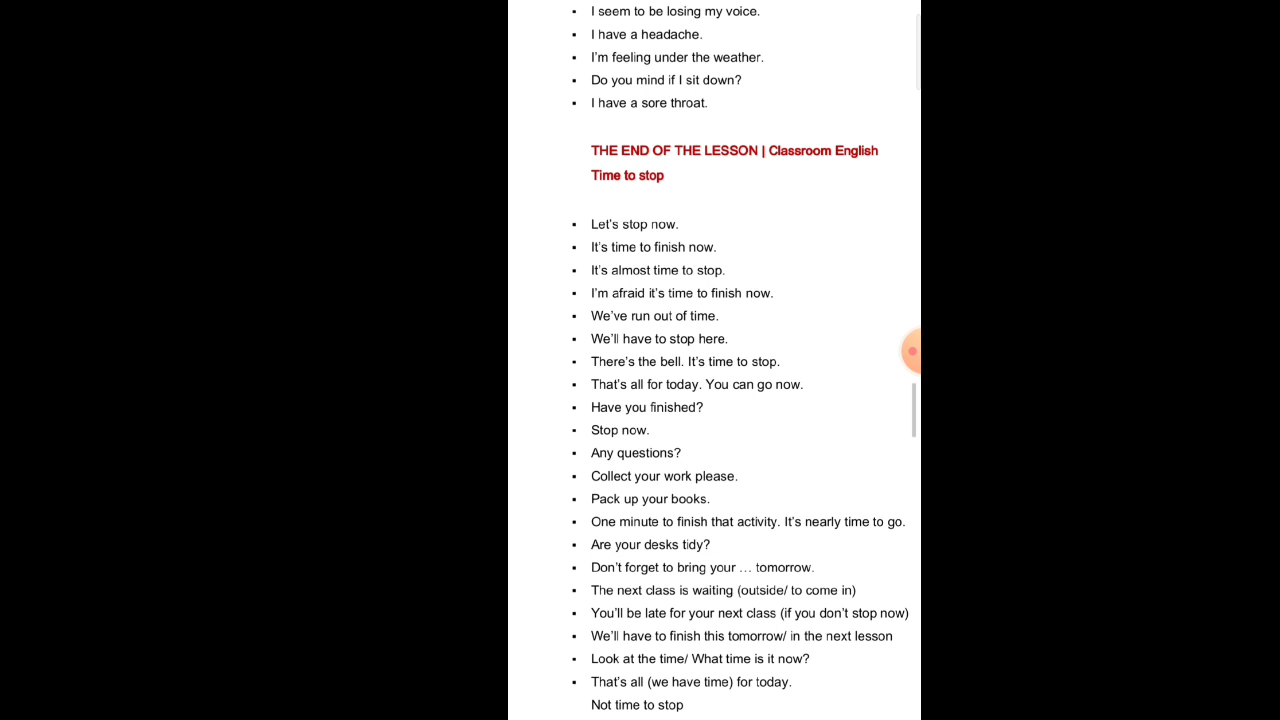 ▪ I seem to be losing my voice.
▪ I have a headache.
▪ I’m feeling under the weather.
▪ Do you mind if I sit down?
▪ I have a sore throat.
THE END OF THE LESSON | Classroom English
Time to stop
▪ Let’s stop now.
▪ It’s time to finish now.
▪ It’s almost time to stop.
▪ I’m afraid it’s time to finish now.
▪ We’ve run out of time.
▪ We’ll have to stop here.
▪ There’s the bell. It’s time to stop.
▪ That’s all for today. You can go now.
▪ Have you finished?
▪ Stop now.
▪ Any questions?
▪ Collect your work please.
▪ Pack up your books.
▪ One minute to finish that activity. It’s nearly time to go.
▪ Are your desks tidy?
▪ Don’t forget to bring your … tomorrow.
▪ The next class is waiting (outside/ to come in)
▪ You’ll be late for your next class (if you don’t stop now)
▪ We’ll have to finish this tomorrow/ in the next lesson
▪ Look at the time/ What time is it now?
▪ That’s all (we have time) for today.
Not time to stop